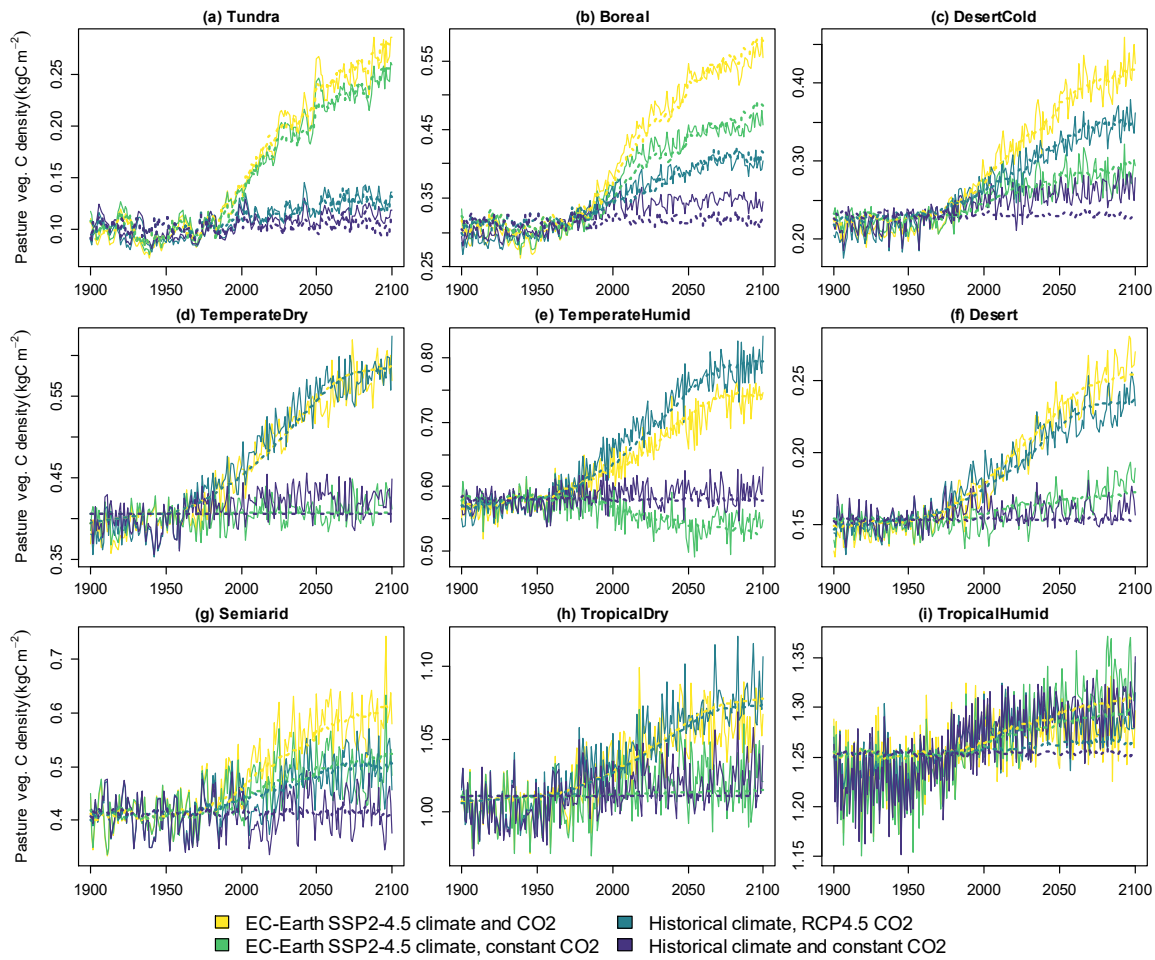 (a) Tundra
(b) Boreal
(c) DesertCold
Pasture veg. C density(kgC m−2)
0.10 0.15 0.20 0.25
0.25 0.35 0.45 0.55
0.20 0.30 0.40
1900 1950 2000 2050 2100
1900 1950 2000 2050 2100
1900 1950 2000 2050 2100
(d) TemperateDry
(e) TemperateHumid
(f) Desert
Pasture veg. C density(kgC m−2)
0.35 0.45 0.55
0.50 0.60 0.70 0.80
0.15 0.20 0.25
1900 1950 2000 2050 2100
1900 1950 2000 2050 2100
1900 1950 2000 2050 2100
(g) Semiarid
(h) TropicalDry
(i) TropicalHumid
Pasture veg. C density(kgC m−2)
0.4 0.5 0.6 0.7
1.00 1.05 1.10
1.15 1.20 1.25 1.30 1.35
1900 1950 2000 2050 2100
1900 1950 2000 2050 2100
1900 1950 2000 2050 2100
EC-Earth SSP2-4.5 climate and CO2
Historical climate, RCP4.5 CO2
EC-Earth SSP2-4.5 climate, constant CO2
Historical climate and constant CO2